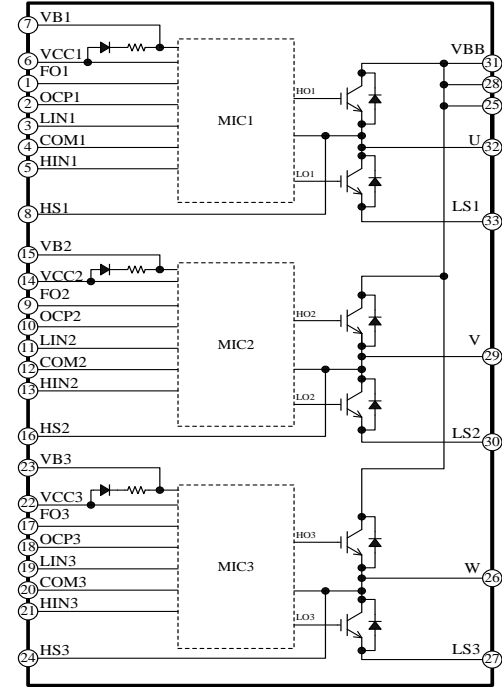 7 VB1
6 VCC1
1 FO1
2 OCP1
3 LIN1
4 COM1
5 HIN1
8 HS1
MIC1
HO1
LO1
VBB 31
28
25
U 32
LS1 33
15 VB2
14 VCC2
9 FO2
10 OCP2
11 LIN2
12 COM2
13 HIN2
16 HS2
MIC2
HO2
LO2
V 29
LS2 30
23 VB3
22 VCC3
17 FO3
18 OCP3
19 LIN3
20 COM3
21 HIN3
24 HS3
MIC3
HO3
LO3
W 26
LS3 27